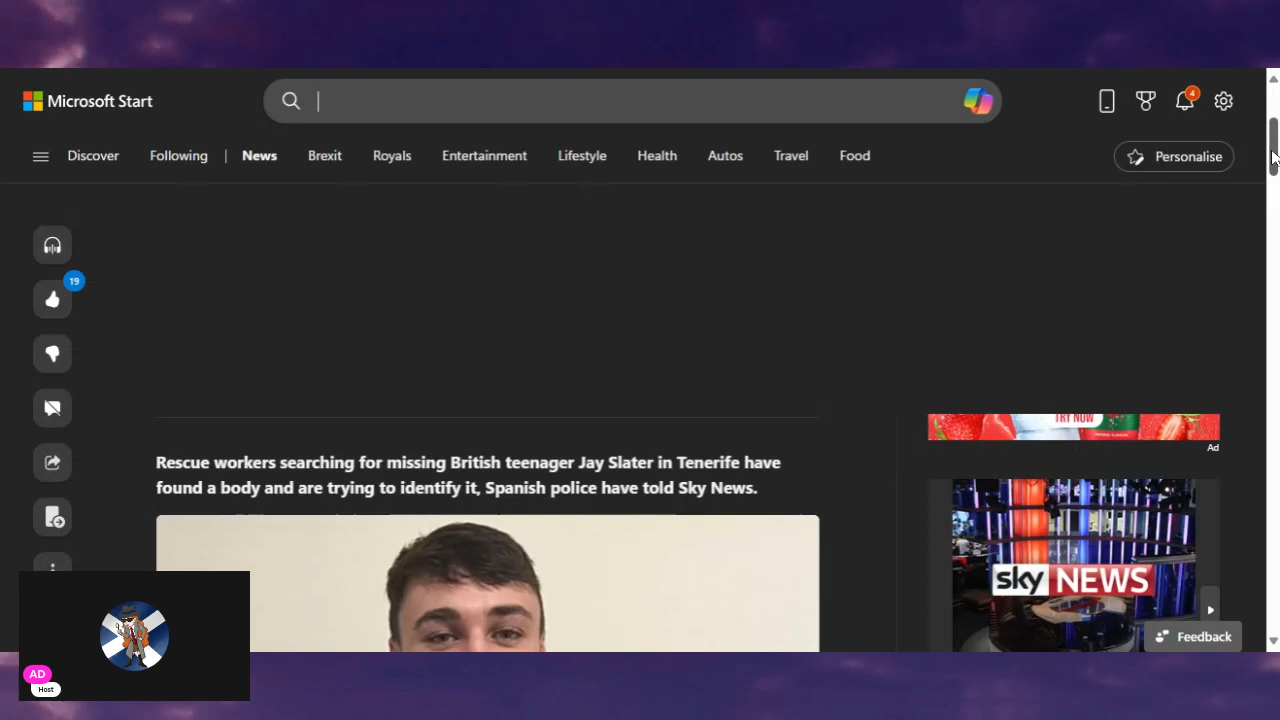 Microsoft Start
4
Discover
Following
News
Brexit
Royals
Entertainment
Lifestyle
Health
Autos
Travel
Food
Personalise
19
TRY NOW
Ad
Rescue workers searching for missing British teenager Jay Slater in Tenerife have
found a body and are trying to identify it, Spanish police have told Sky News.
sky NEWS
Feedback
AD
Host